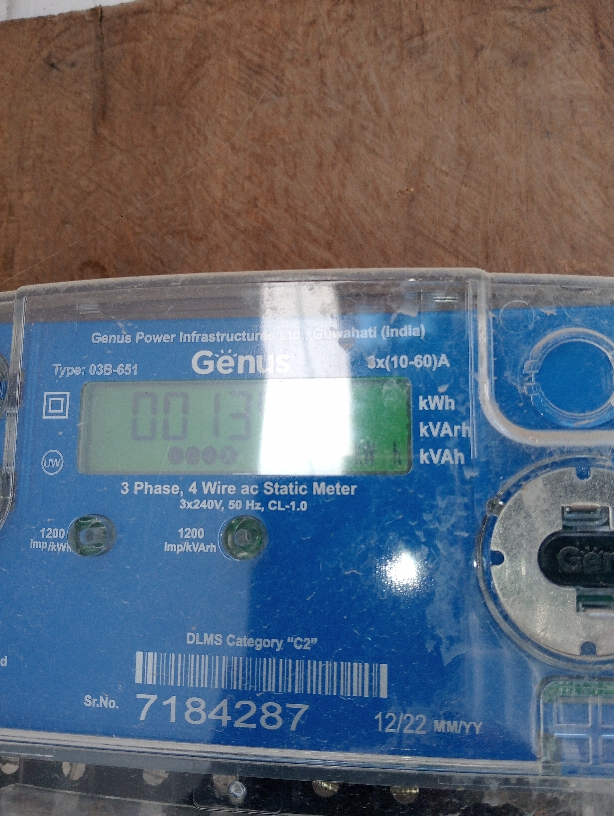 Genus Power Infrastructures Ltd., Guwahati (India)
Genus
Type: 03B-651
3x(10-60)A
0013
kWh
kVArh
kVAh
UW
3 Phase, 4 Wire ac Static Meter
3x240V, 50 Hz, CL-1.0
1200
Imp/kWh
1200
Imp/kVArh
DLMS Category "C2"
Sr.No. 7184287
12/22 MM/YY